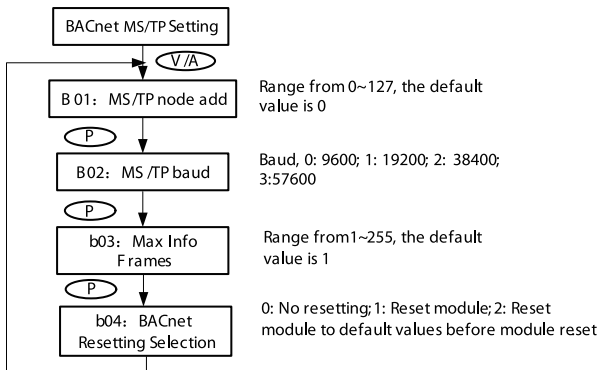 BACnet MS/TP Setting
V/A
B 01：MS/TP node add
Range from 0~127, the default
value is 0
P
B02：MS/TP baud
Baud, 0: 9600; 1: 19200; 2: 38400;
3:57600
P
b03：Max Info
Frames
Range from1~255, the default
value is 1
P
b04：BACnet
Resetting Selection
0: No resetting; 1: Reset module; 2: Reset
module to default values before module reset